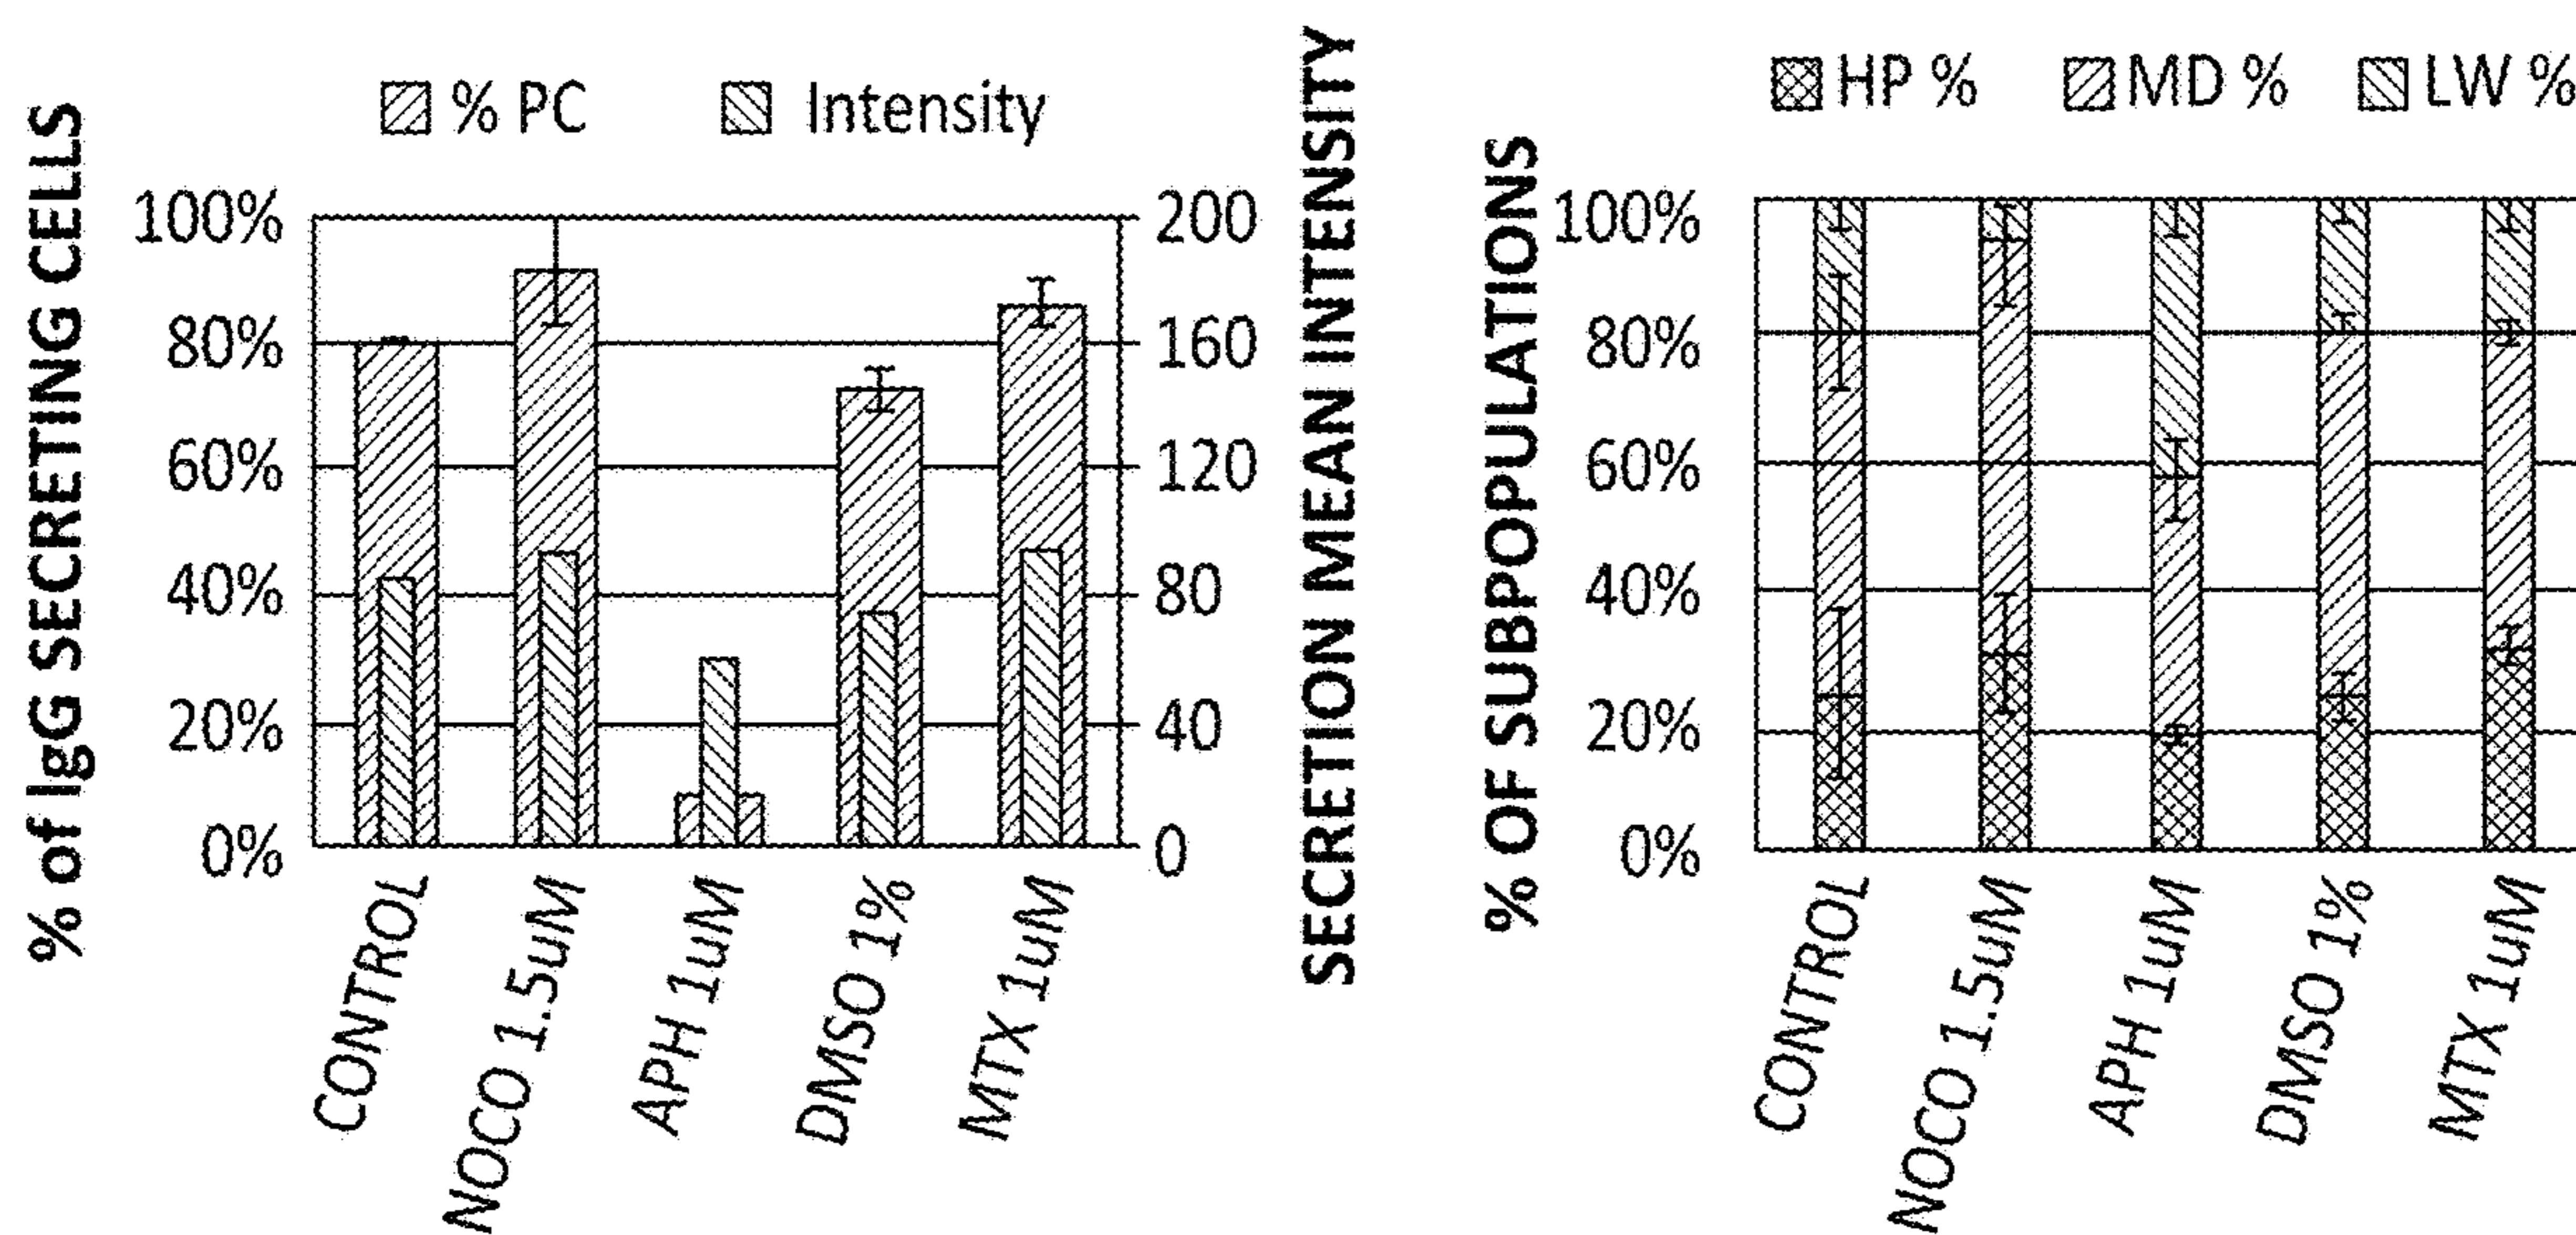 % PC Intensity
% of IgG SECRETING CELLS
100%
80%
60%
40%
20%
0%
200
160
120
80
40
0
SECRETION MEAN INTENSITY
CONTROL
NOCO 1.5uM
APH 1uM
DMSO 1%
MTX 1uM
HP % MD % LW %
% OF SUBPOPULATIONS
100%
80%
60%
40%
20%
0%
CONTROL
NOCO 1.5uM
APH 1uM
DMSO 1%
MTX 1uM